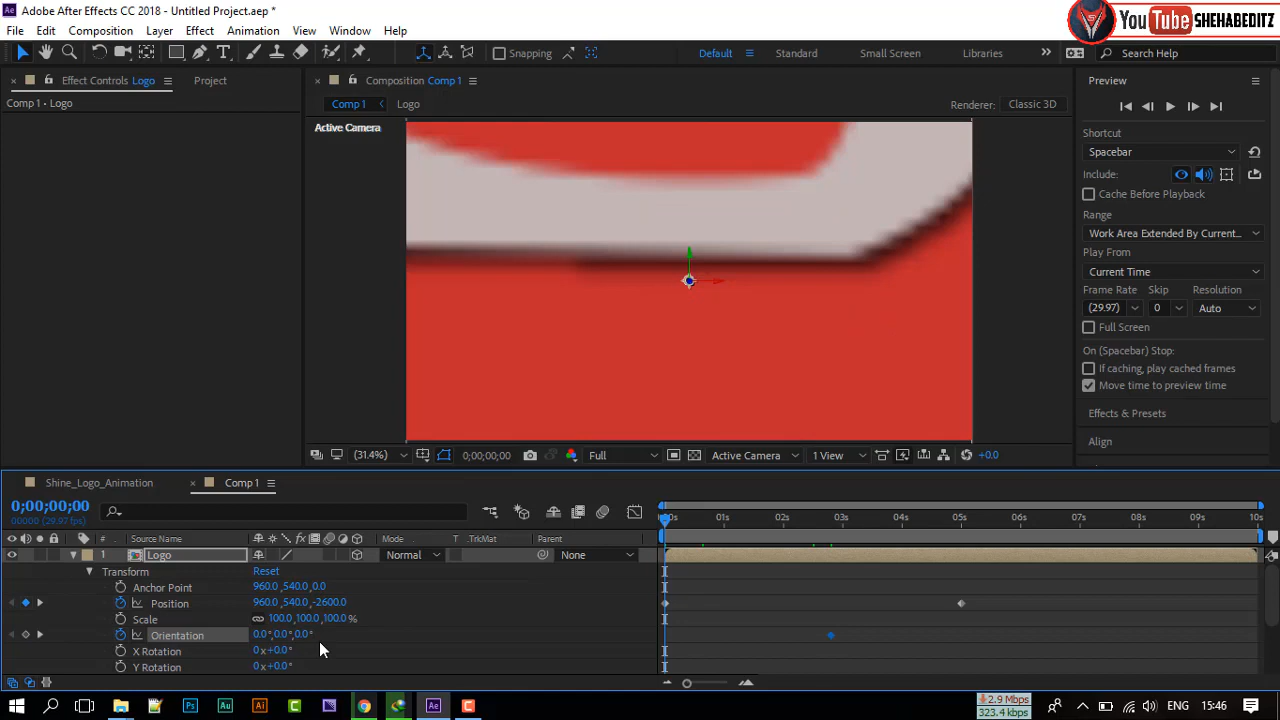 Adobe After Effects CC 2018 - Untitled Project.aep *
YouTube SHEHABEDITZ
File Edit Composition Layer Effect Animation View Window Help
Snapping Default Standard Small Screen Libraries Search Help
Effect Controls Logo Project Composition Comp 1 Preview
Comp 1 • Logo
Comp 1 Logo Renderer: Classic 3D
Active Camera
Shortcut
Spacebar
Include:
Cache Before Playback
Range
Work Area Extended By Current...
Play From
Current Time
Frame Rate Skip Resolution
(29.97) 0 Auto
Full Screen
On (Spacebar) Stop:
If caching, play cached frames
Move time to preview time
Effects & Presets
Align
(31.4%) 0;00;00;00 Full Active Camera 1 View +0.0
Shine_Logo_Animation Comp 1
0;00;00;00
00000 (29.97 fps)
:00s 01s 02s 03s 04s 05s 06s 07s 08s 09s 10s
# Source Name Mode T .TrkMat Parent
1 Logo Normal None
Transform Reset
Anchor Point 960.0 ,540.0 ,0.0
Position 960.0 ,540.0 ,-2600.0
Scale 100.0 ,100.0 ,100.0 %
Orientation 0.0 °,0.0 °,0.0 °
X Rotation 0 x+0.0 °
Y Rotation 0 x+0.0 °
Ps Au Ai C Ae C
2.9 Mbps
323.4 kbps
ENG 15:46